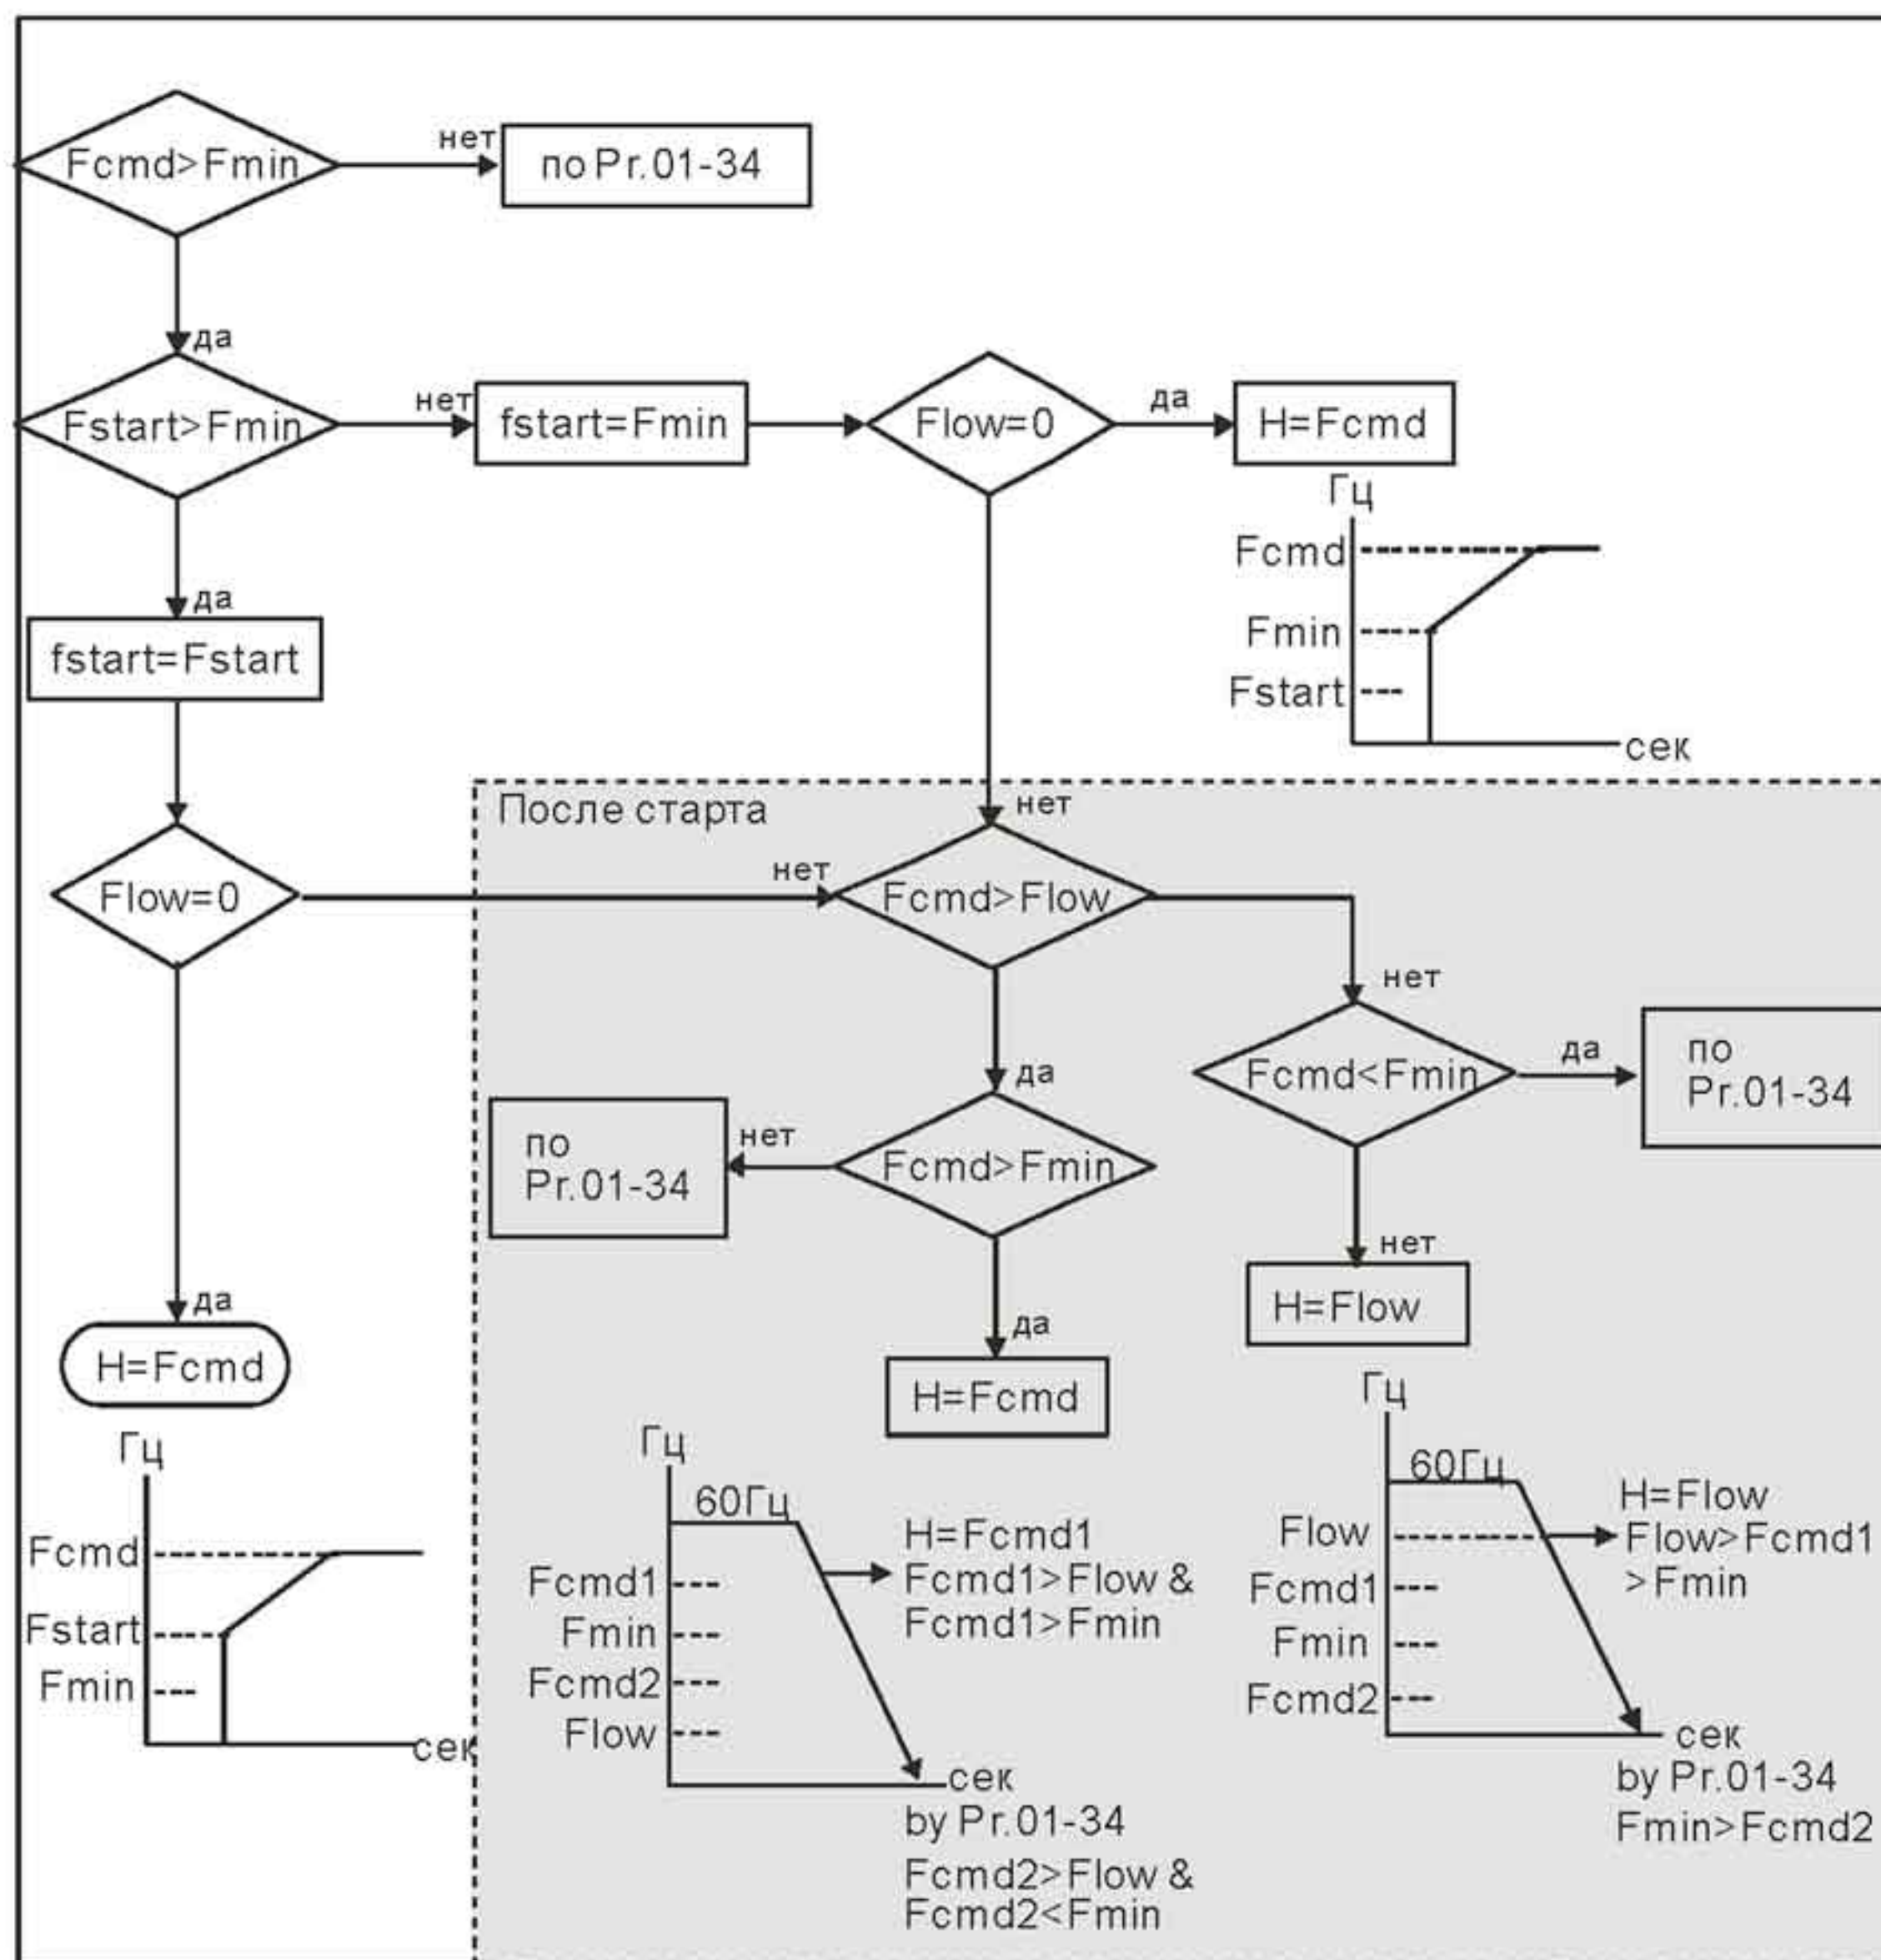 Fcmd>Fmin
нет
по Pr.01-34
да
Fstart>Fmin
нет
fstart=Fmin
Flow=0
да
H=Fcmd
Гц
Fcmd
Fmin
Fstart
сек
да
fstart=Fstart
После старта
нет
Flow=0
нет
Fcmd>Flow
нет
Fcmd<Fmin
да
по
Pr.01-34
да
по
Pr.01-34
нет
Fcmd>Fmin
нет
H=Flow
да
H=Fcmd
да
H=Fcmd
Гц
Fcmd
Fstart
Fmin
сек
Гц
60Гц
Fcmd1
Fmin
Fcmd2
Flow
H=Fcmd1
Fcmd1>Flow &
Fcmd1>Fmin
сек
by Pr.01-34
Fcmd2>Flow &
Fcmd2<Fmin
Гц
60Гц
Flow
Fcmd1
Fmin
Fcmd2
H=Flow
Flow>Fcmd1
>Fmin
сек
by Pr.01-34
Fmin>Fcmd2